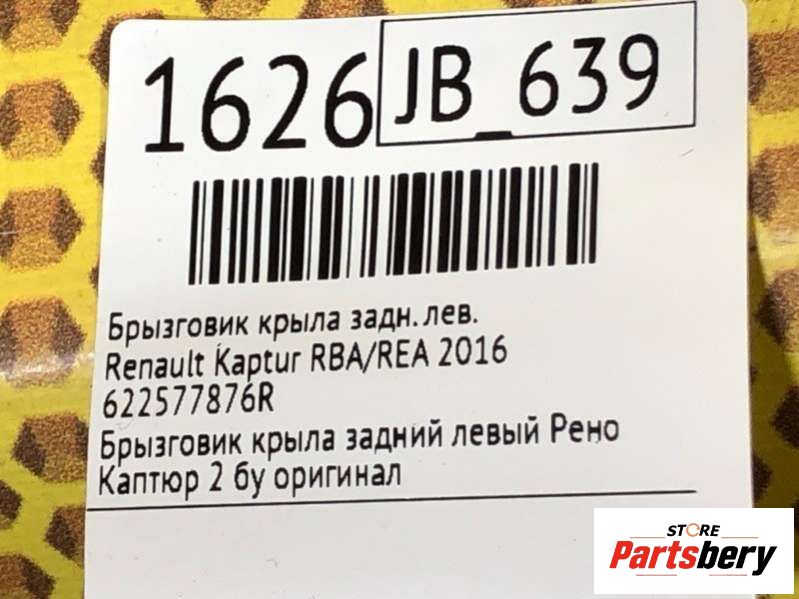 1626 JB_639
Брызговик крыла задн. лев.
Renault Kaptur RBA/REA 2016
622577876R
Брызговик крыла задний левый Рено
Каптюр 2 бу оригинал
STORE
Partsbery